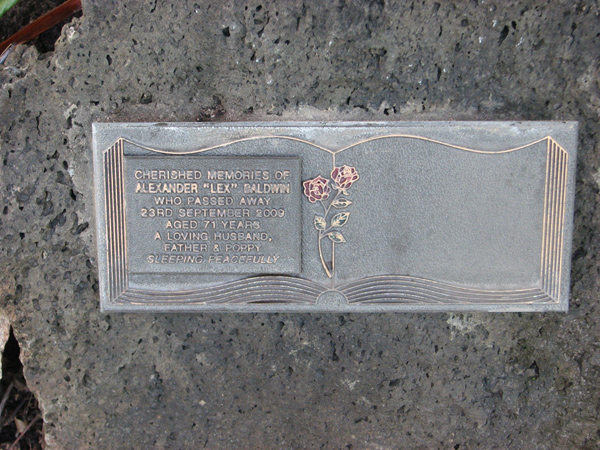 CHERISHED MEMORIES OF
ALEXANDER "LEX" BALDWIN
WHO PASSED AWAY
23RD SEPTEMBER 2009
AGED 71 YEARS
A LOVING HUSBAND,
FATHER & POPPY
SLEEPING PEACEFULLY